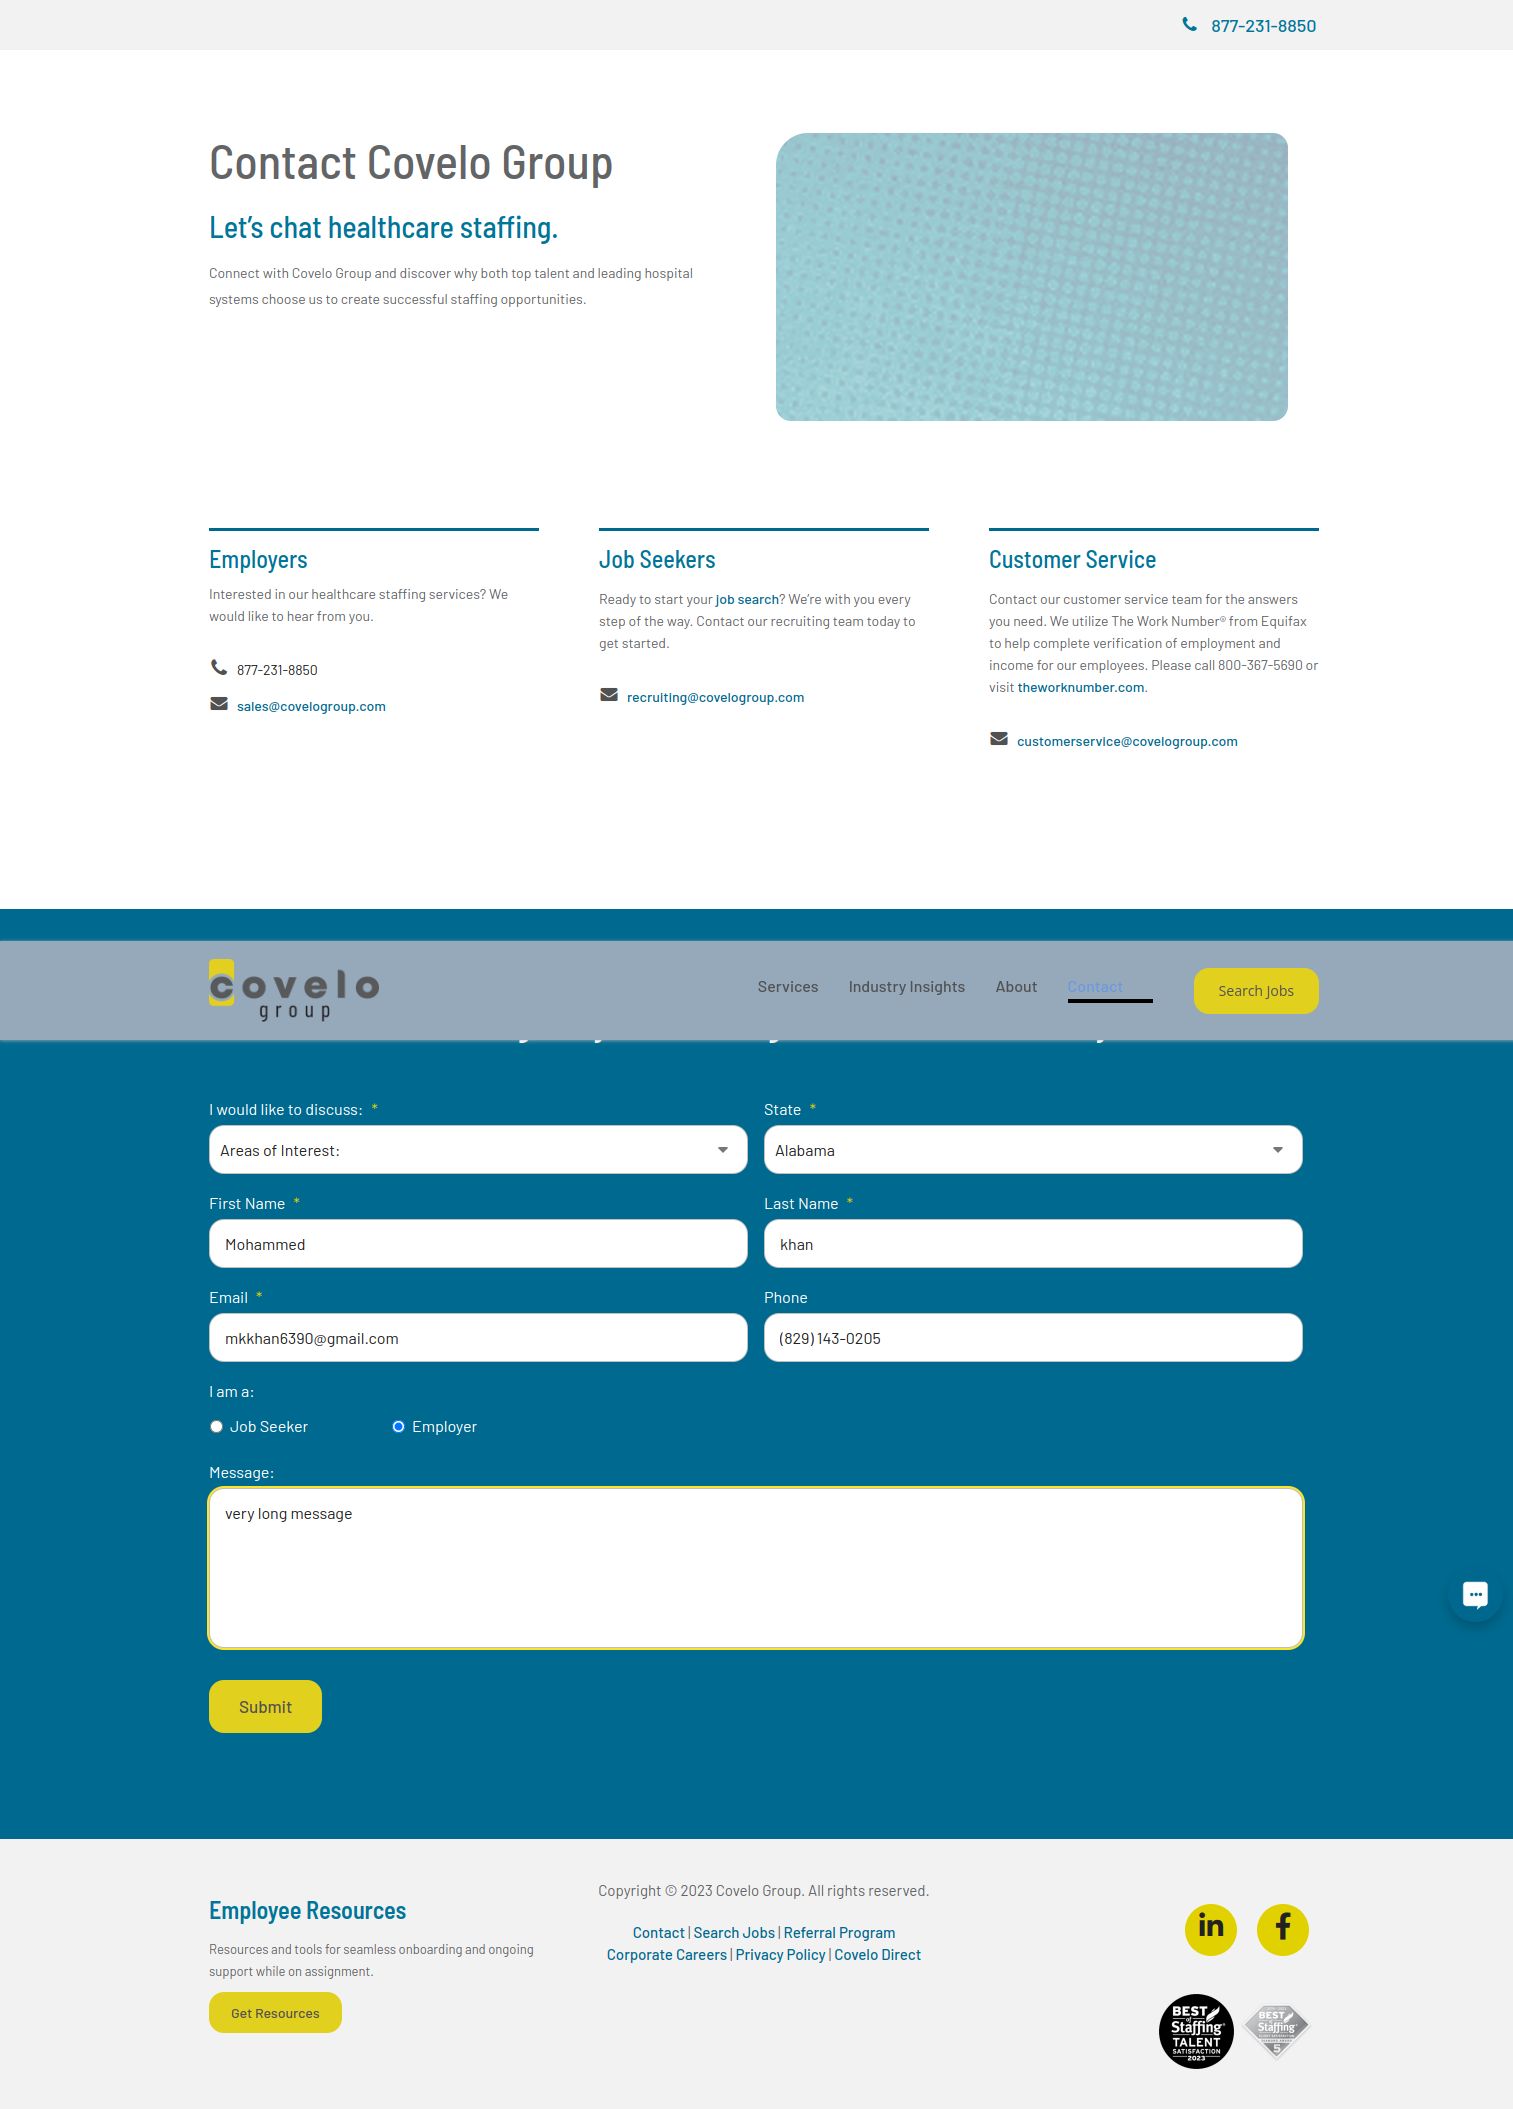 877-231-8850
Contact Covelo Group
Let’s chat healthcare staffing.
Connect with Covelo Group and discover why both top talent and leading hospital
systems choose us to create successful staffing opportunities.
Employers
Interested in our healthcare staffing services? We
would like to hear from you.
877-231-8850
sales@covelogroup.com
Job Seekers
Ready to start your job search? We’re with you every
step of the way. Contact our recruiting team today to
get started.
recruiting@covelogroup.com
Customer Service
Contact our customer service team for the answers
you need. We utilize The Work Number® from Equifax
to help complete verification of employment and
income for our employees. Please call 800-367-5690 or
visit theworknumber.com.
customerservice@covelogroup.com
covelo
group
Services
Industry Insights
About
Contact
Search Jobs
I would like to discuss: *
State *
Areas of Interest:
Alabama
First Name *
Last Name *
Mohammed
khan
Email *
Phone
mkkhan6390@gmail.com
(829) 143-0205
I am a:
Job Seeker
Employer
Message:
very long message
Submit
Employee Resources
Resources and tools for seamless onboarding and ongoing
support while on assignment.
Get Resources
Copyright © 2023 Covelo Group. All rights reserved.
Contact | Search Jobs | Referral Program
Corporate Careers | Privacy Policy | Covelo Direct
in
f
BEST
of
Staffing
TALENT
SATISFACTION
2023
BEST
of
Staffing
5